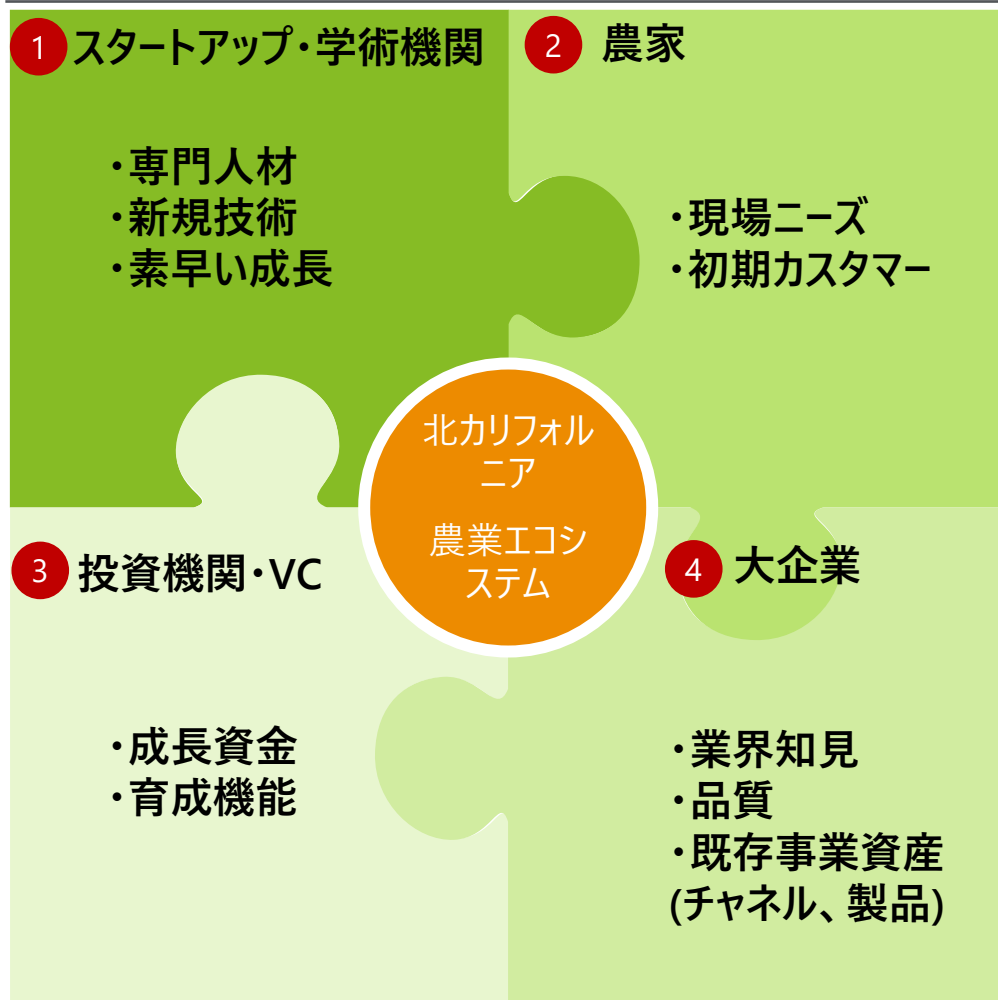 1 スタートアップ・学術機関
・専門人材
・新規技術
・素早い成長
2 農家
・現場ニーズ
・初期カスタマー
北カリフォル
ニア
農業エコシ
ステム
3 投資機関・VC
・成長資金
・育成機能
4 大企業
・業界知見
・品質
・既存事業資産
(チャネル、製品)